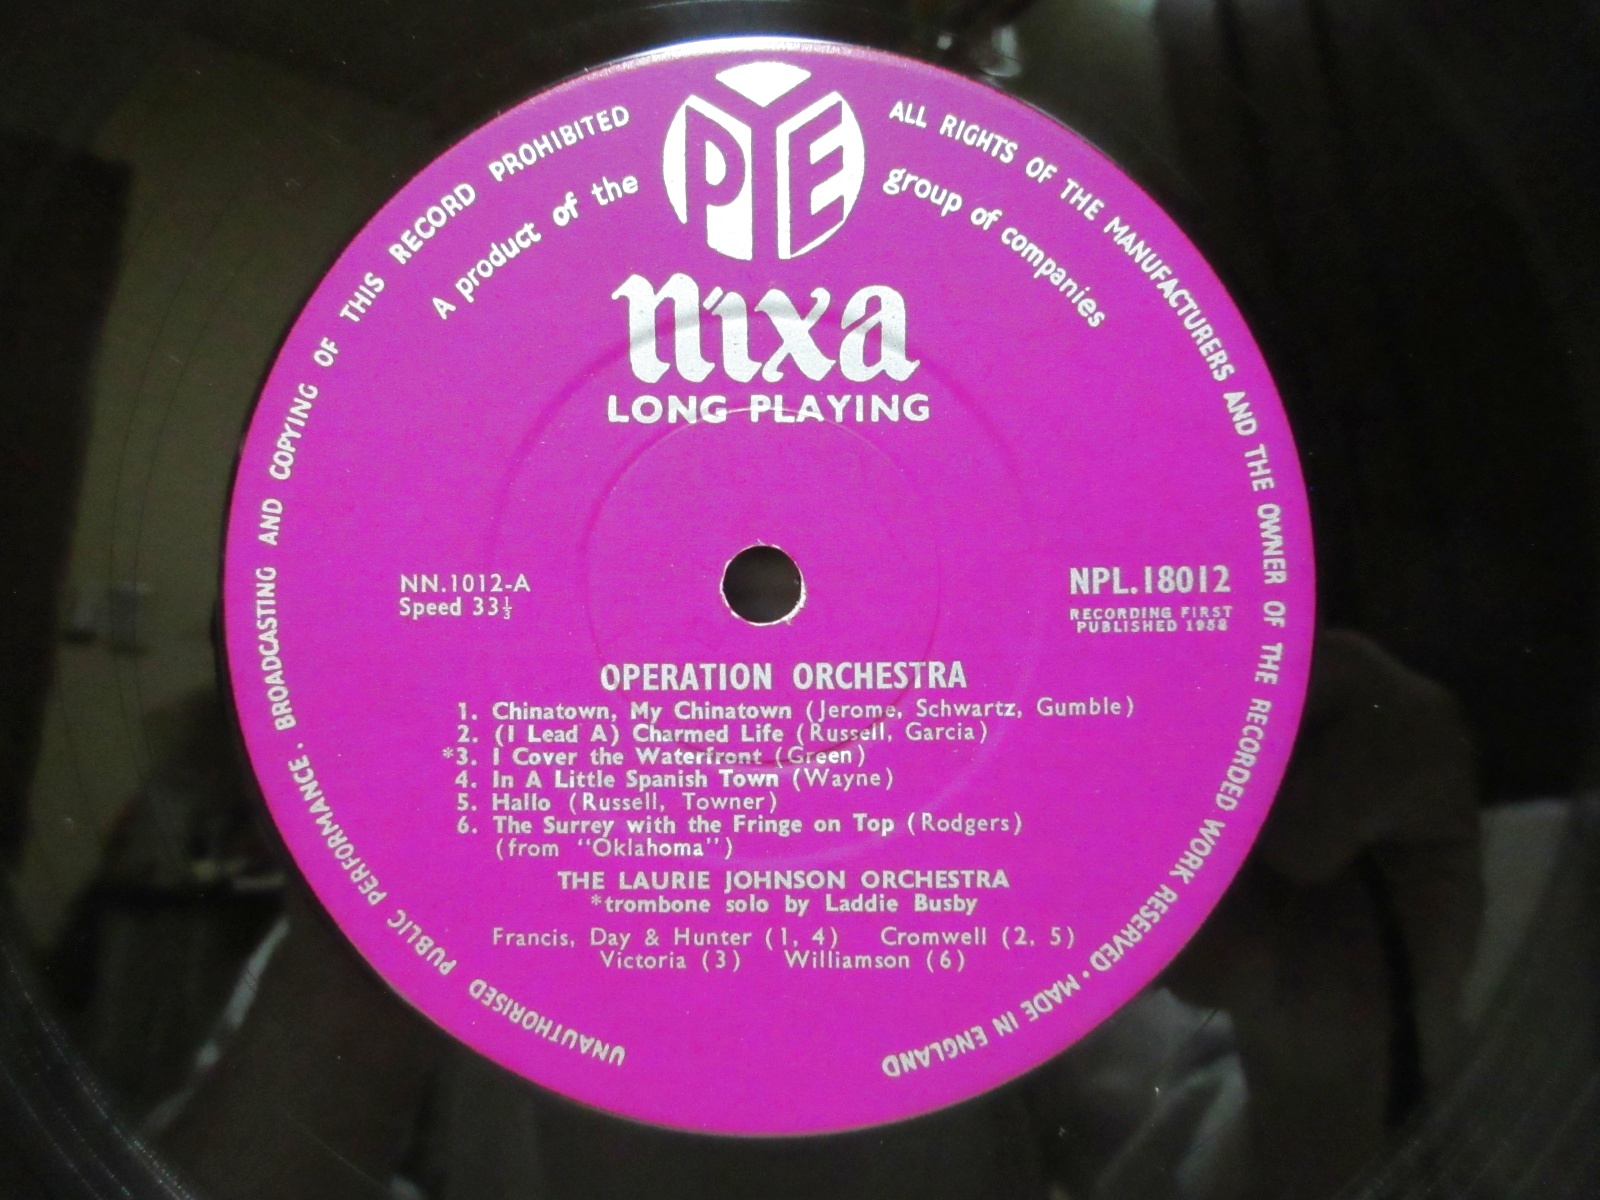 UNAUTHORISED PUBLIC PERFORMANCE. BROADCASTING AND COPYING OF THIS RECORD PROHIBITED
ALL RIGHTS OF THE MANUFACTURERS AND THE OWNER OF THE RECORDED WORK RESERVED • MADE IN ENGLAND
A product of the
PYE
group of companies
nixa
LONG PLAYING
NN.1012-A
Speed 33⅓
NPL.18012
RECORDING FIRST
PUBLISHED 1958
OPERATION ORCHESTRA
1. Chinatown, My Chinatown (Jerome, Schwartz, Gumble)
2. (I Lead A) Charmed Life (Russell, Garcia)
*3. I Cover the Waterfront (Green)
4. In A Little Spanish Town (Wayne)
5. Hallo (Russell, Towner)
6. The Surrey with the Fringe on Top (Rodgers)
(from "Oklahoma")
THE LAURIE JOHNSON ORCHESTRA
*trombone solo by Laddie Busby
Francis, Day & Hunter (1, 4) Cromwell (2, 5)
Victoria (3) Williamson (6)